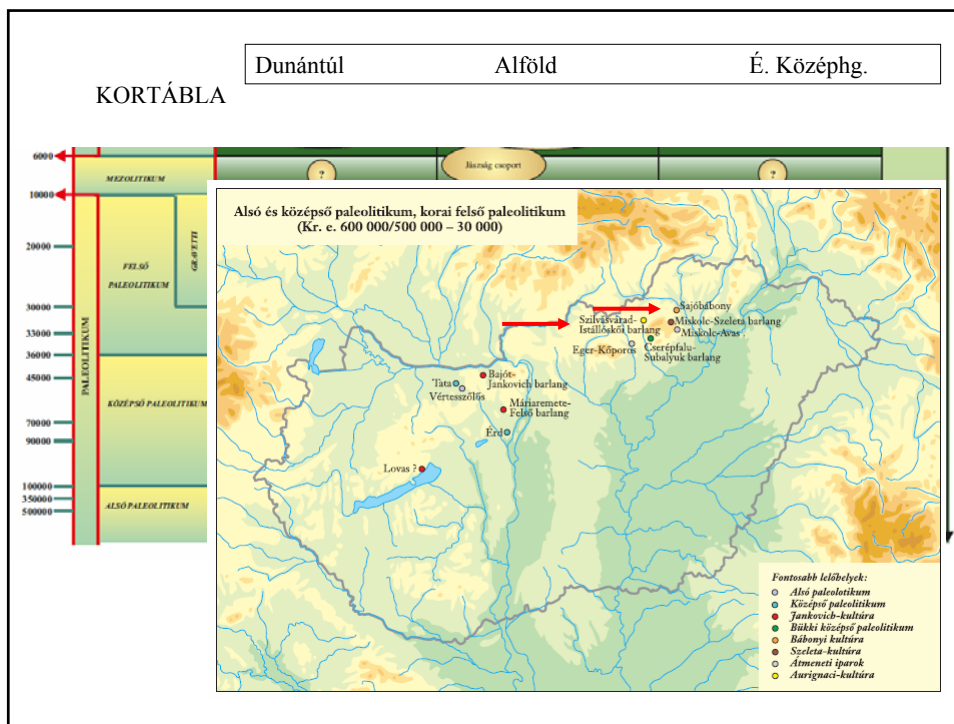 Dunántúl Alföld É. Középhg.
KORTÁBLA
6000
MEZOLITIKUM
?
Jászság csoport
?
10000
20000
30000
33000
36000
45000
70000
90000
100000
350000
500000
PALEOLITIKUM
FELSŐ
PALEOLITIKUM
GRAVETTI
KÖZÉPSŐ PALEOLITIKUM
ALSÓ PALEOLITIKUM
Alsó és középső paleolitikum, korai felső paleolitikum
(Kr. e. 600 000/500 000 – 30 000)
Sajóbábony
Szilvásvárad-
Istállóskői barlang
Miskolc-Szeleta barlang
Miskolc-Avas
Eger-Kőporos
Cserépfalu-
Subalyuk barlang
Bajót-
Jankovich barlang
Tata
Vértesszőlős
Máriaremete-
Felső barlang
Érd
Lovas ?
Fontosabb lelőhelyek:
Alsó paleolotikum
Középső paleolitikum
Jankovich-kultúra
Bükki középső paleolitikum
Bábonyi kultúra
Szeleta-kultúra
Átmeneti iparok
Aurignaci-kultúra